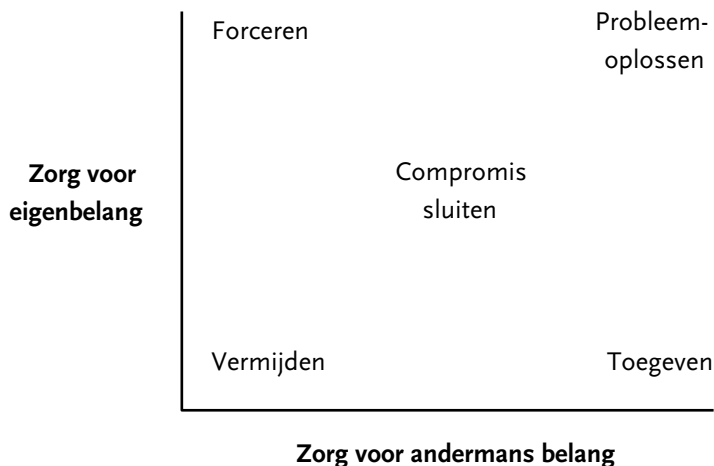 Forceren
Probleem-
oplossen
Zorg voor
eigenbelang
Compromis
sluiten
Vermijden
Toegeven
Zorg voor andermans belang